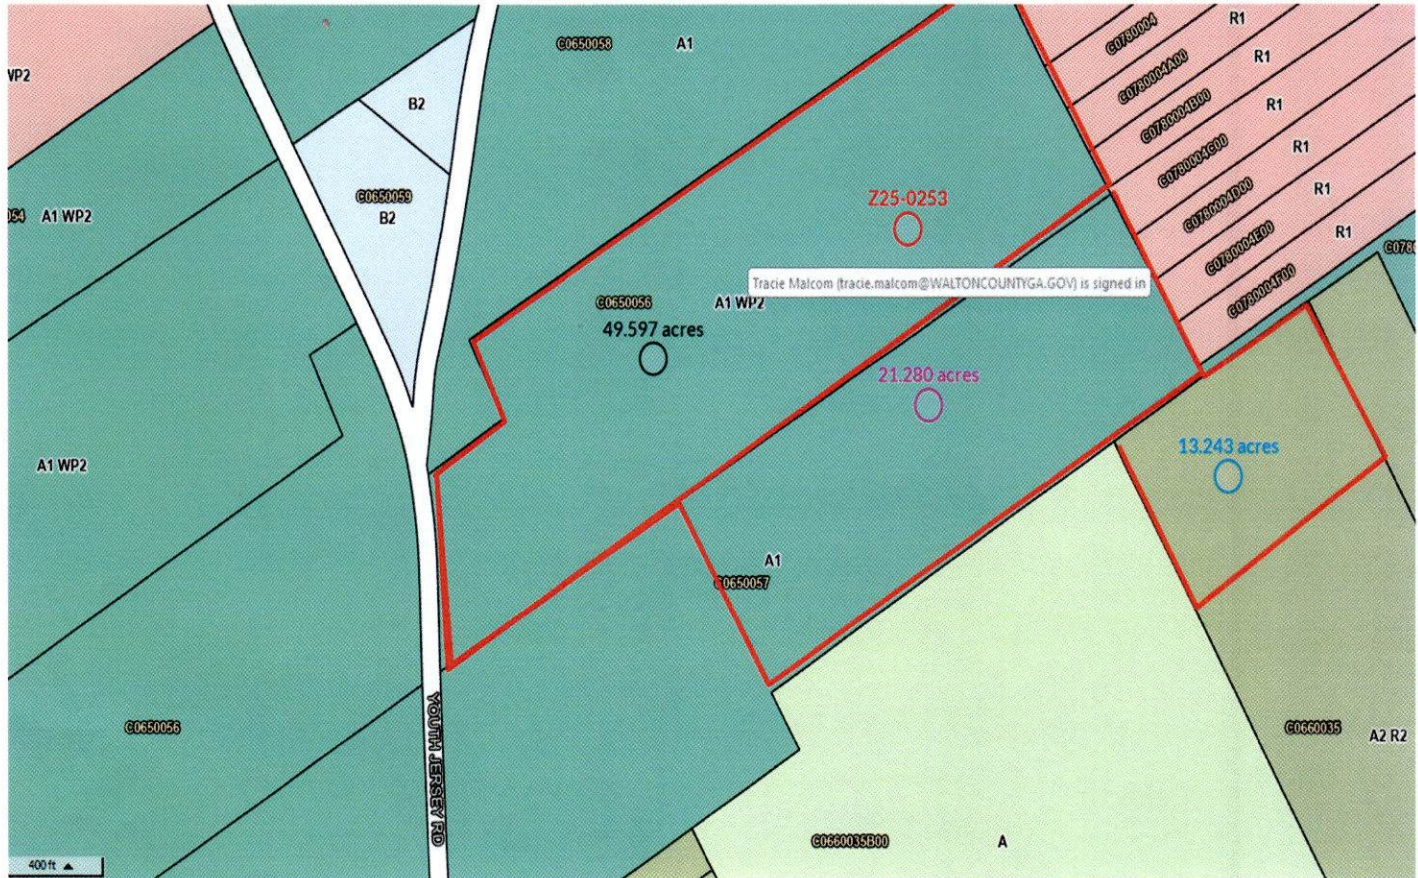 C0650058
A1
C0780004
R1
C0780004A00
R1
C0780004B00
R1
C0780004C00
R1
C0780004D00
R1
C0780004E00
R1
C0780004F00
WP2
B2
C0650059
B2
054
A1 WP2
C078
Z25-0253
Tracie Malcom (tracie.malcom@WALTONCOUNTYGA.GOV) is signed in
C0650056
A1 WP2
49.597 acres
21.280 acres
13.243 acres
A1 WP2
A1
C0650057
C0650056
YOUTH JERSEY RD
C0660035
A2 R2
C0660035B00
A
400 ft